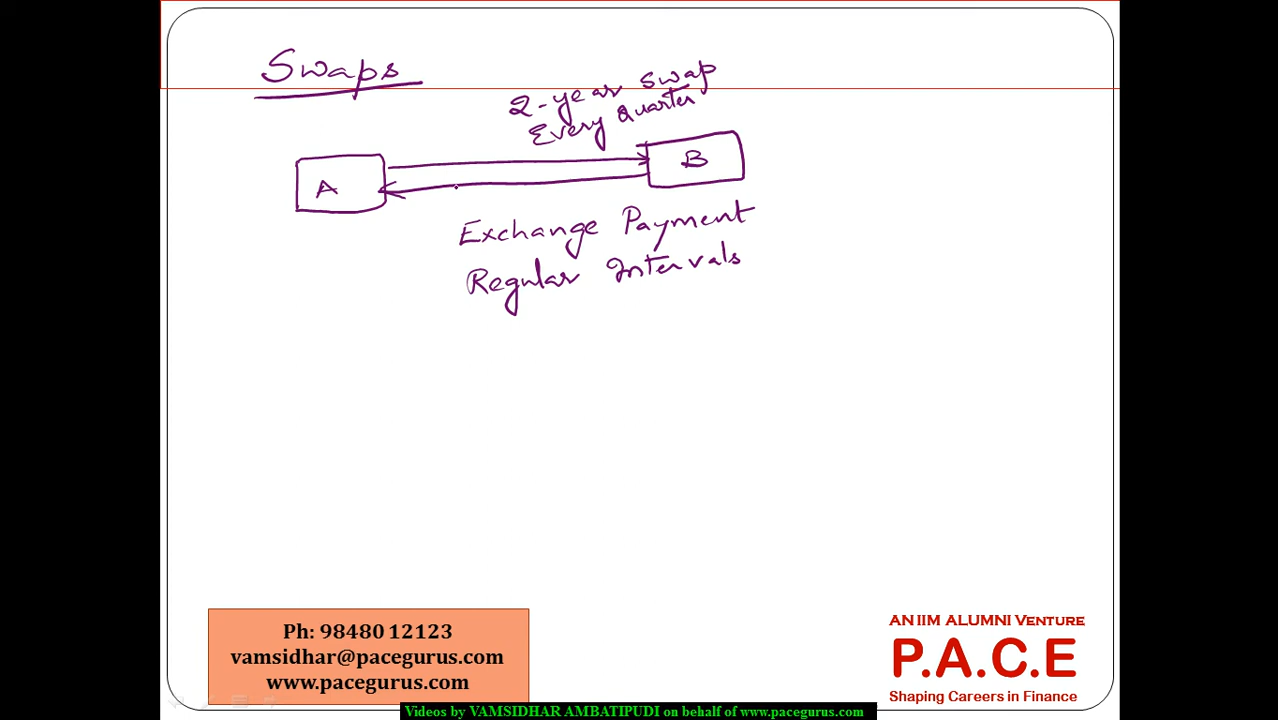 Swaps
2-year Swap
Every Quarter
A
B
Exchange Payment
Regular Intervals
Ph: 98480 12123
vamsidhar@pacegurus.com
www.pacegurus.com
AN IIM ALUMNI VENTURE
P.A.C.E
Shaping Careers in Finance
Videos by VAMSIDHAR AMBATIPUDI on behalf of www.pacegurus.com